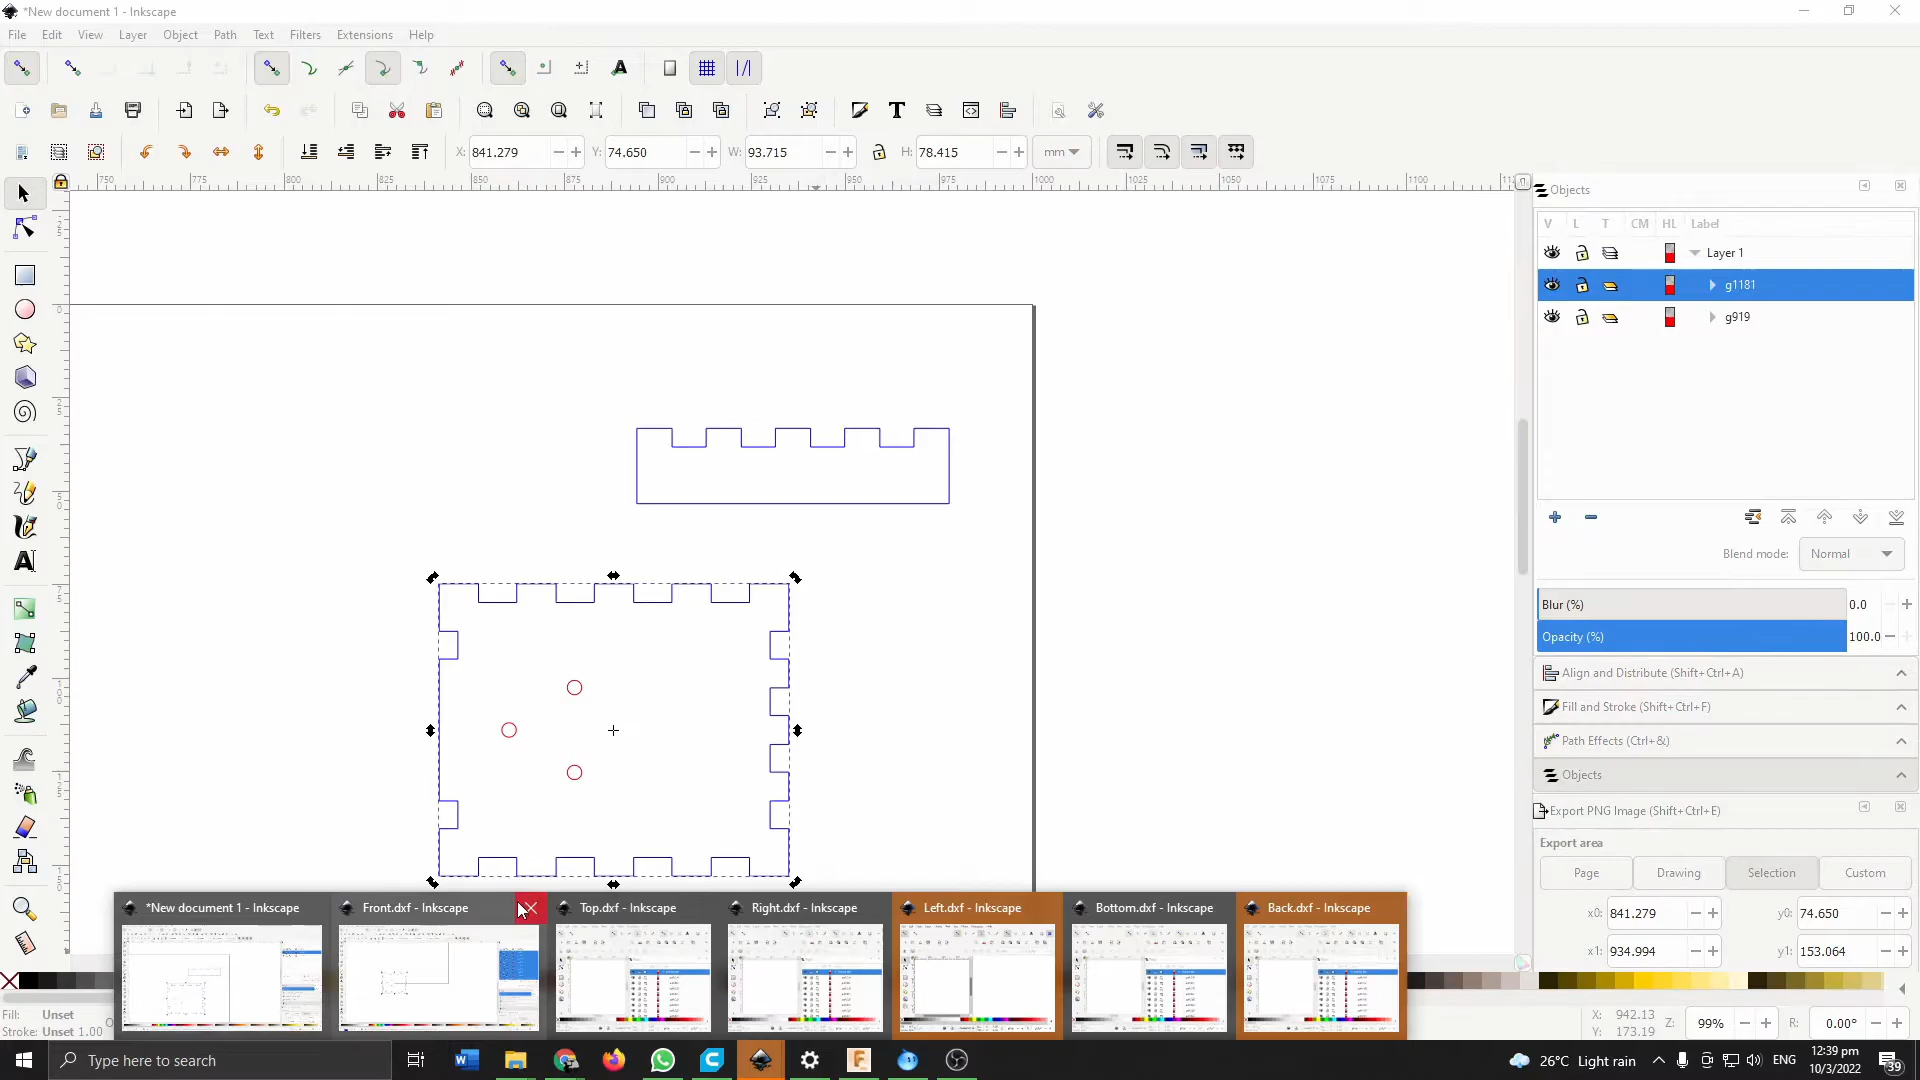 *New document 1 - Inkscape
File Edit View Layer Object Path Text Filters Extensions Help
X: 841.279 Y: 74.650 W: 93.715 H: 78.415 mm
750 775 800 825 850 875 900 925 950 975 1000 1025 1050 1075 1100
Objects
V L T CM HL Label
Layer 1
g1181
g919
Blend mode: Normal
Blur (%) 0.0
Opacity (%) 100.0
Align and Distribute (Shift+Ctrl+A)
Fill and Stroke (Shift+Ctrl+F)
Path Effects (Ctrl+&)
Objects
Export PNG Image (Shift+Ctrl+E)
Export area
Page Drawing Selection Custom
x0: 841.279 y0: 74.650
x1: 934.994 y1: 153.064
*New document 1 - Inkscape Front.dxf - Inkscape Top.dxf - Inkscape Right.dxf - Inkscape Left.dxf - Inkscape Bottom.dxf - Inkscape Back.dxf - Inkscape
Fill: Unset
Stroke: Unset 1.00
X: 942.13
Y: 173.19
Z: 99% R: 0.00°
Type here to search
26°C Light rain ENG
12:39 pm
10/3/2022
39